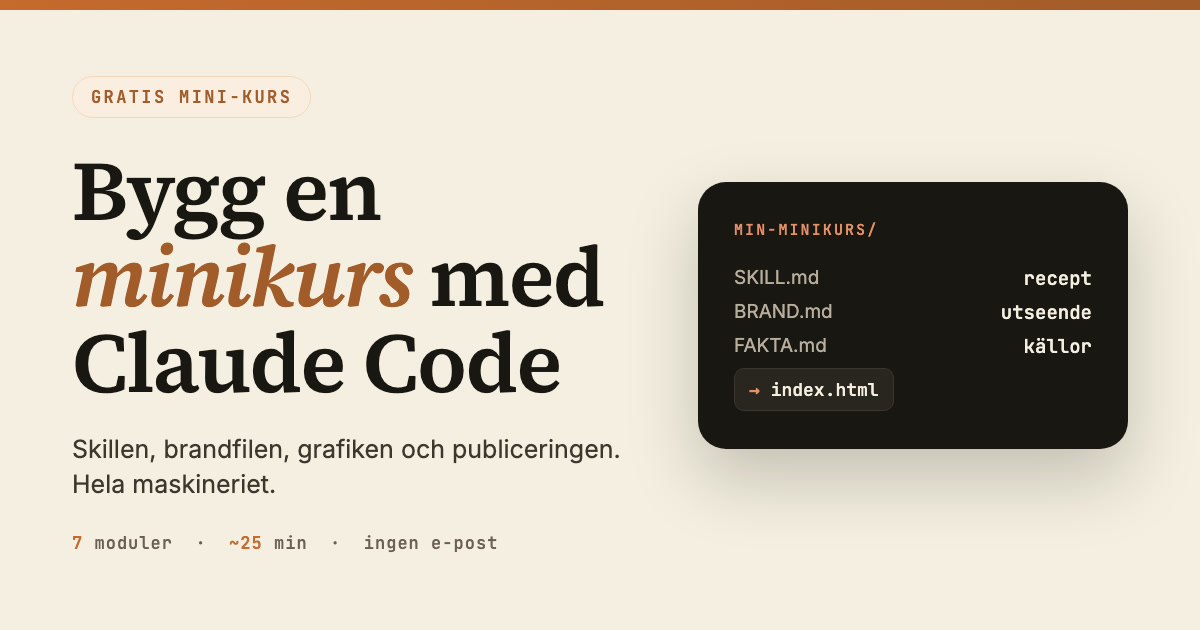 GRATIS MINI-KURS
Bygg en
minikurs med
Claude Code
Skillen, brandfilen, grafiken och publiceringen.
Hela maskineriet.
7 moduler · ~25 min · ingen e-post
MIN-MINIKURS/
SKILL.md recept
BRAND.md utseende
FAKTA.md källor
→ index.html